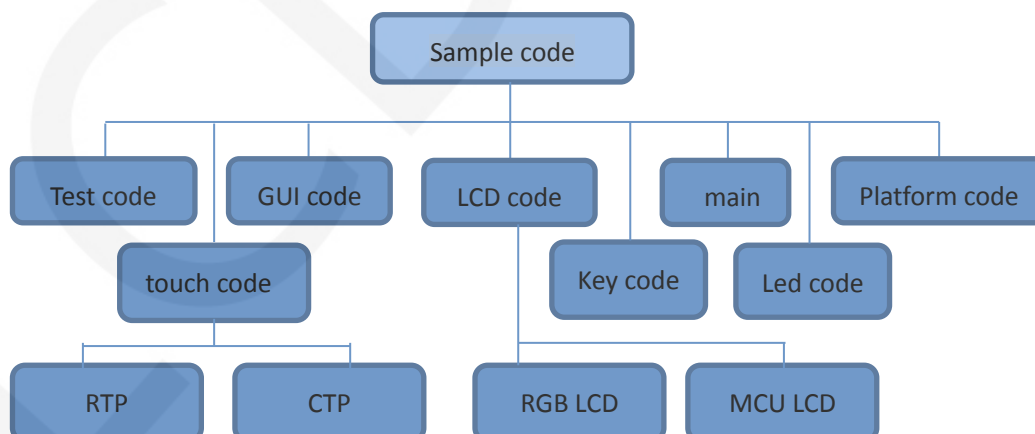 Sample code
Test code
GUI code
LCD code
main
Platform code
touch code
Key code
Led code
RTP
CTP
RGB LCD
MCU LCD